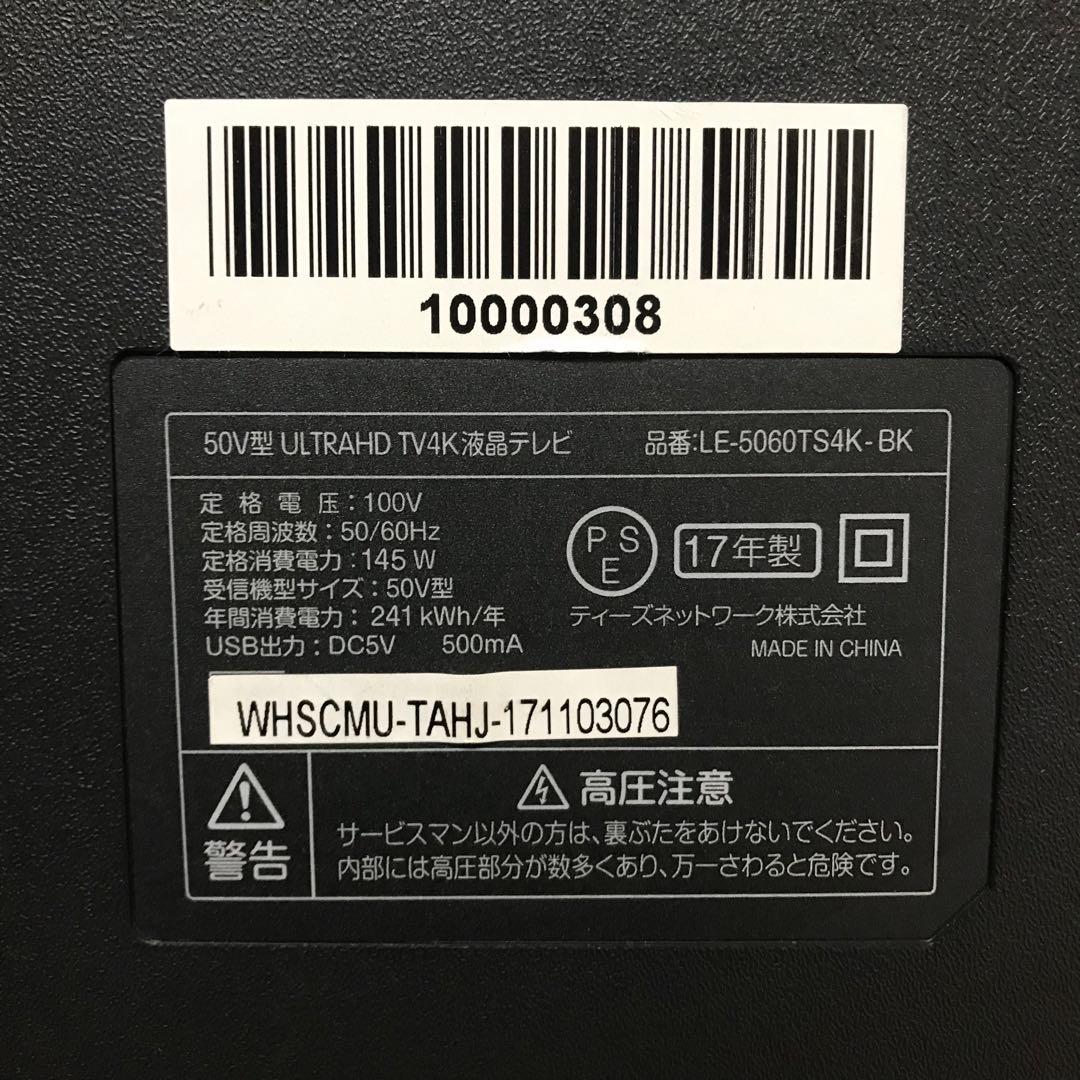 10000308
50V型 ULTRAHD TV4K液晶テレビ 品番:LE-5060TS4K-BK
定格電圧:100V
定格周波数:50/60Hz
定格消費電力:145W
受信機型サイズ:50V型
年間消費電力:241kWh/年
USB出力:DC5V 500mA
PSE 17年製
ティーズネットワーク株式会社
MADE IN CHINA
WHSCMU-TAHJ-171103076
警告
高圧注意
サービスマン以外の方は、裏ぶたをあけないでください。
内部には高圧部分が数多くあり、万一さわると危険です。